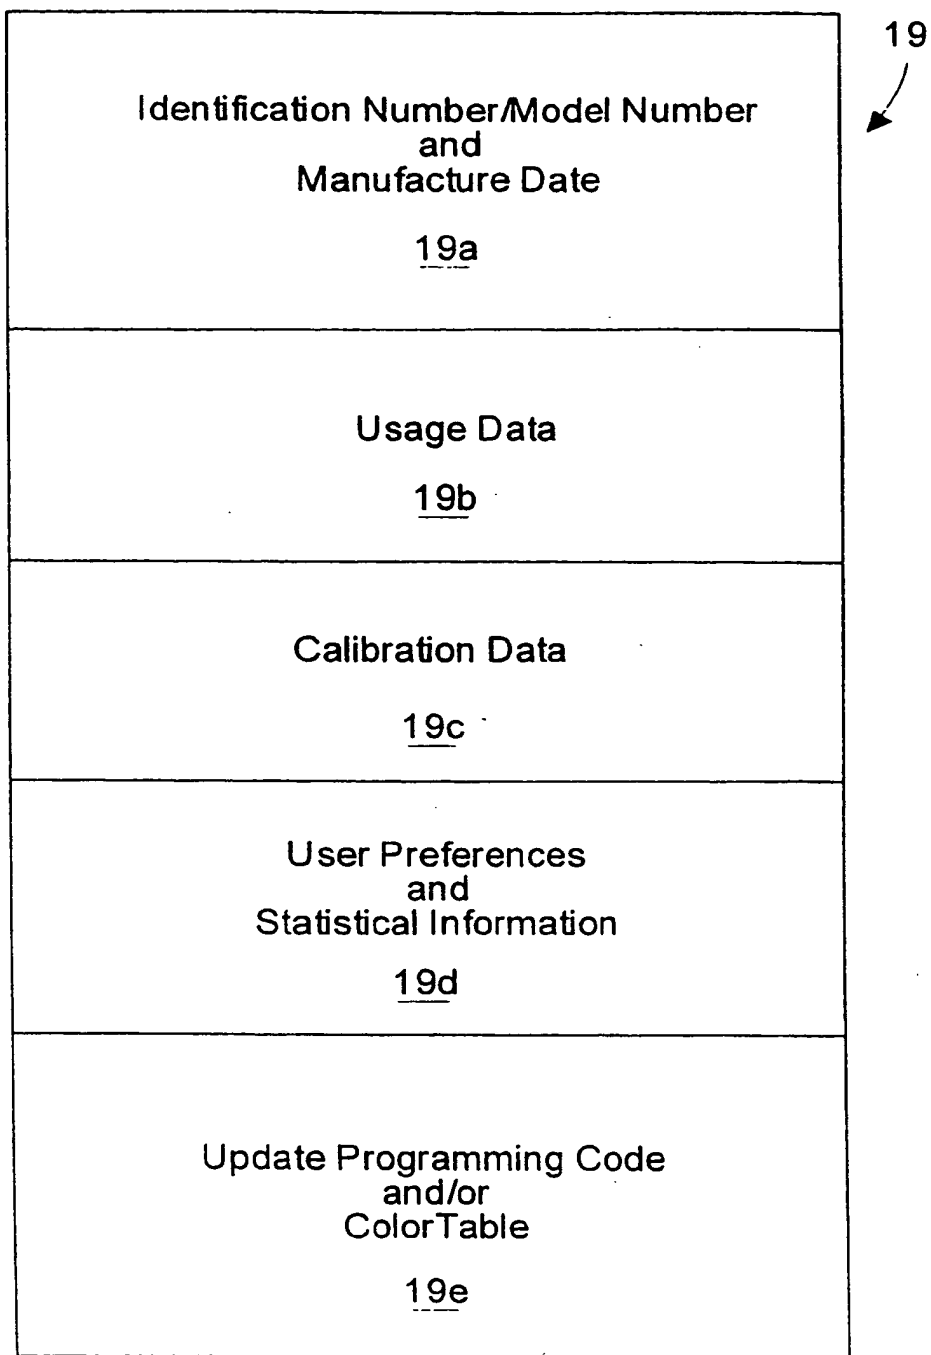 19
Identification Number/Model Number
and
Manufacture Date
19a
Usage Data
19b
Calibration Data
19c
User Preferences
and
Statistical Information
19d
Update Programming Code
and/or
ColorTable
19e